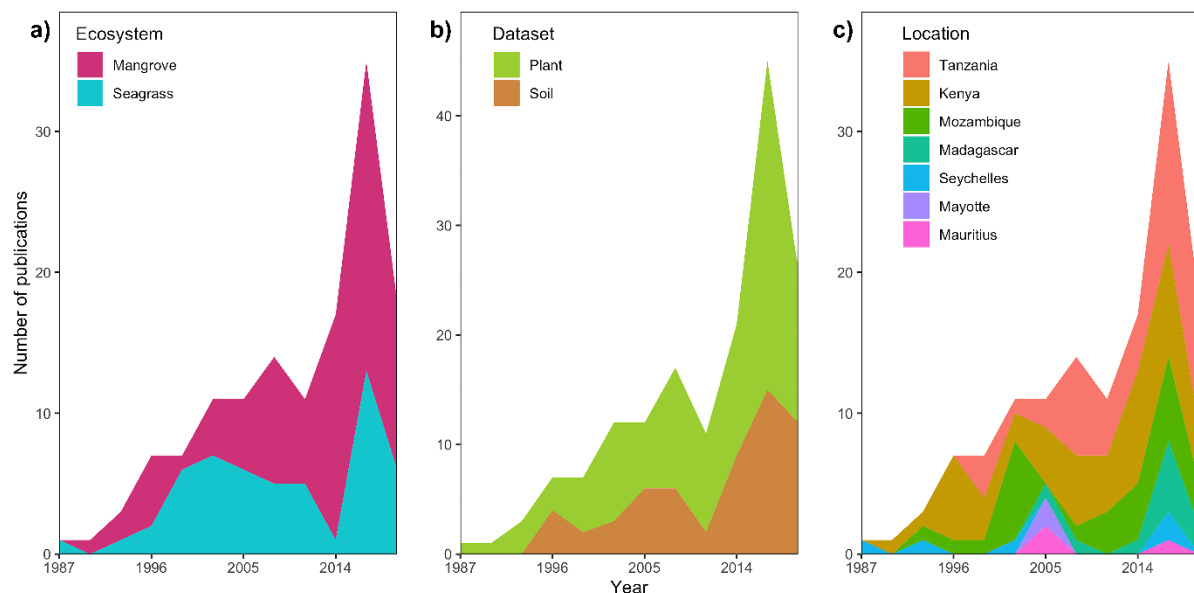 a)
Ecosystem
Mangrove
Seagrass
Number of publications
30
20
10
0
1987
1996
2005
2014
b)
Dataset
Plant
Soil
40
30
20
10
0
1987
1996
2005
2014
Year
c)
Location
Tanzania
Kenya
Mozambique
Madagascar
Seychelles
Mayotte
Mauritius
30
20
10
0
1987
1996
2005
2014